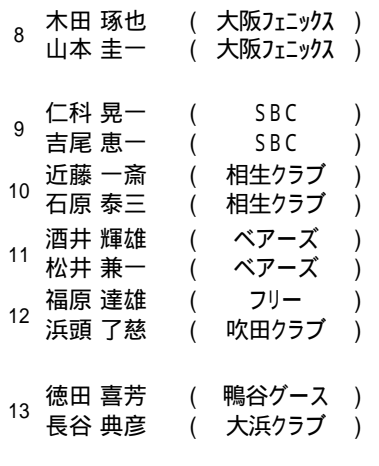 8 木田 琢也 ( 大阪ﾌｪﾆｯｸｽ )
山本 圭一 ( 大阪ﾌｪﾆｯｸｽ )
9 仁科 晃一 ( SBC )
吉尾 恵一 ( SBC )
10 近藤 一斎 ( 相生クラブ )
石原 泰三 ( 相生クラブ )
11 酒井 輝雄 ( ベアーズ )
松井 兼一 ( ベアーズ )
12 福原 達雄 ( フリー )
浜頭 了慈 ( 吹田クラブ )
13 徳田 喜芳 ( 鴨谷グース )
長谷 典彦 ( 大浜クラブ )